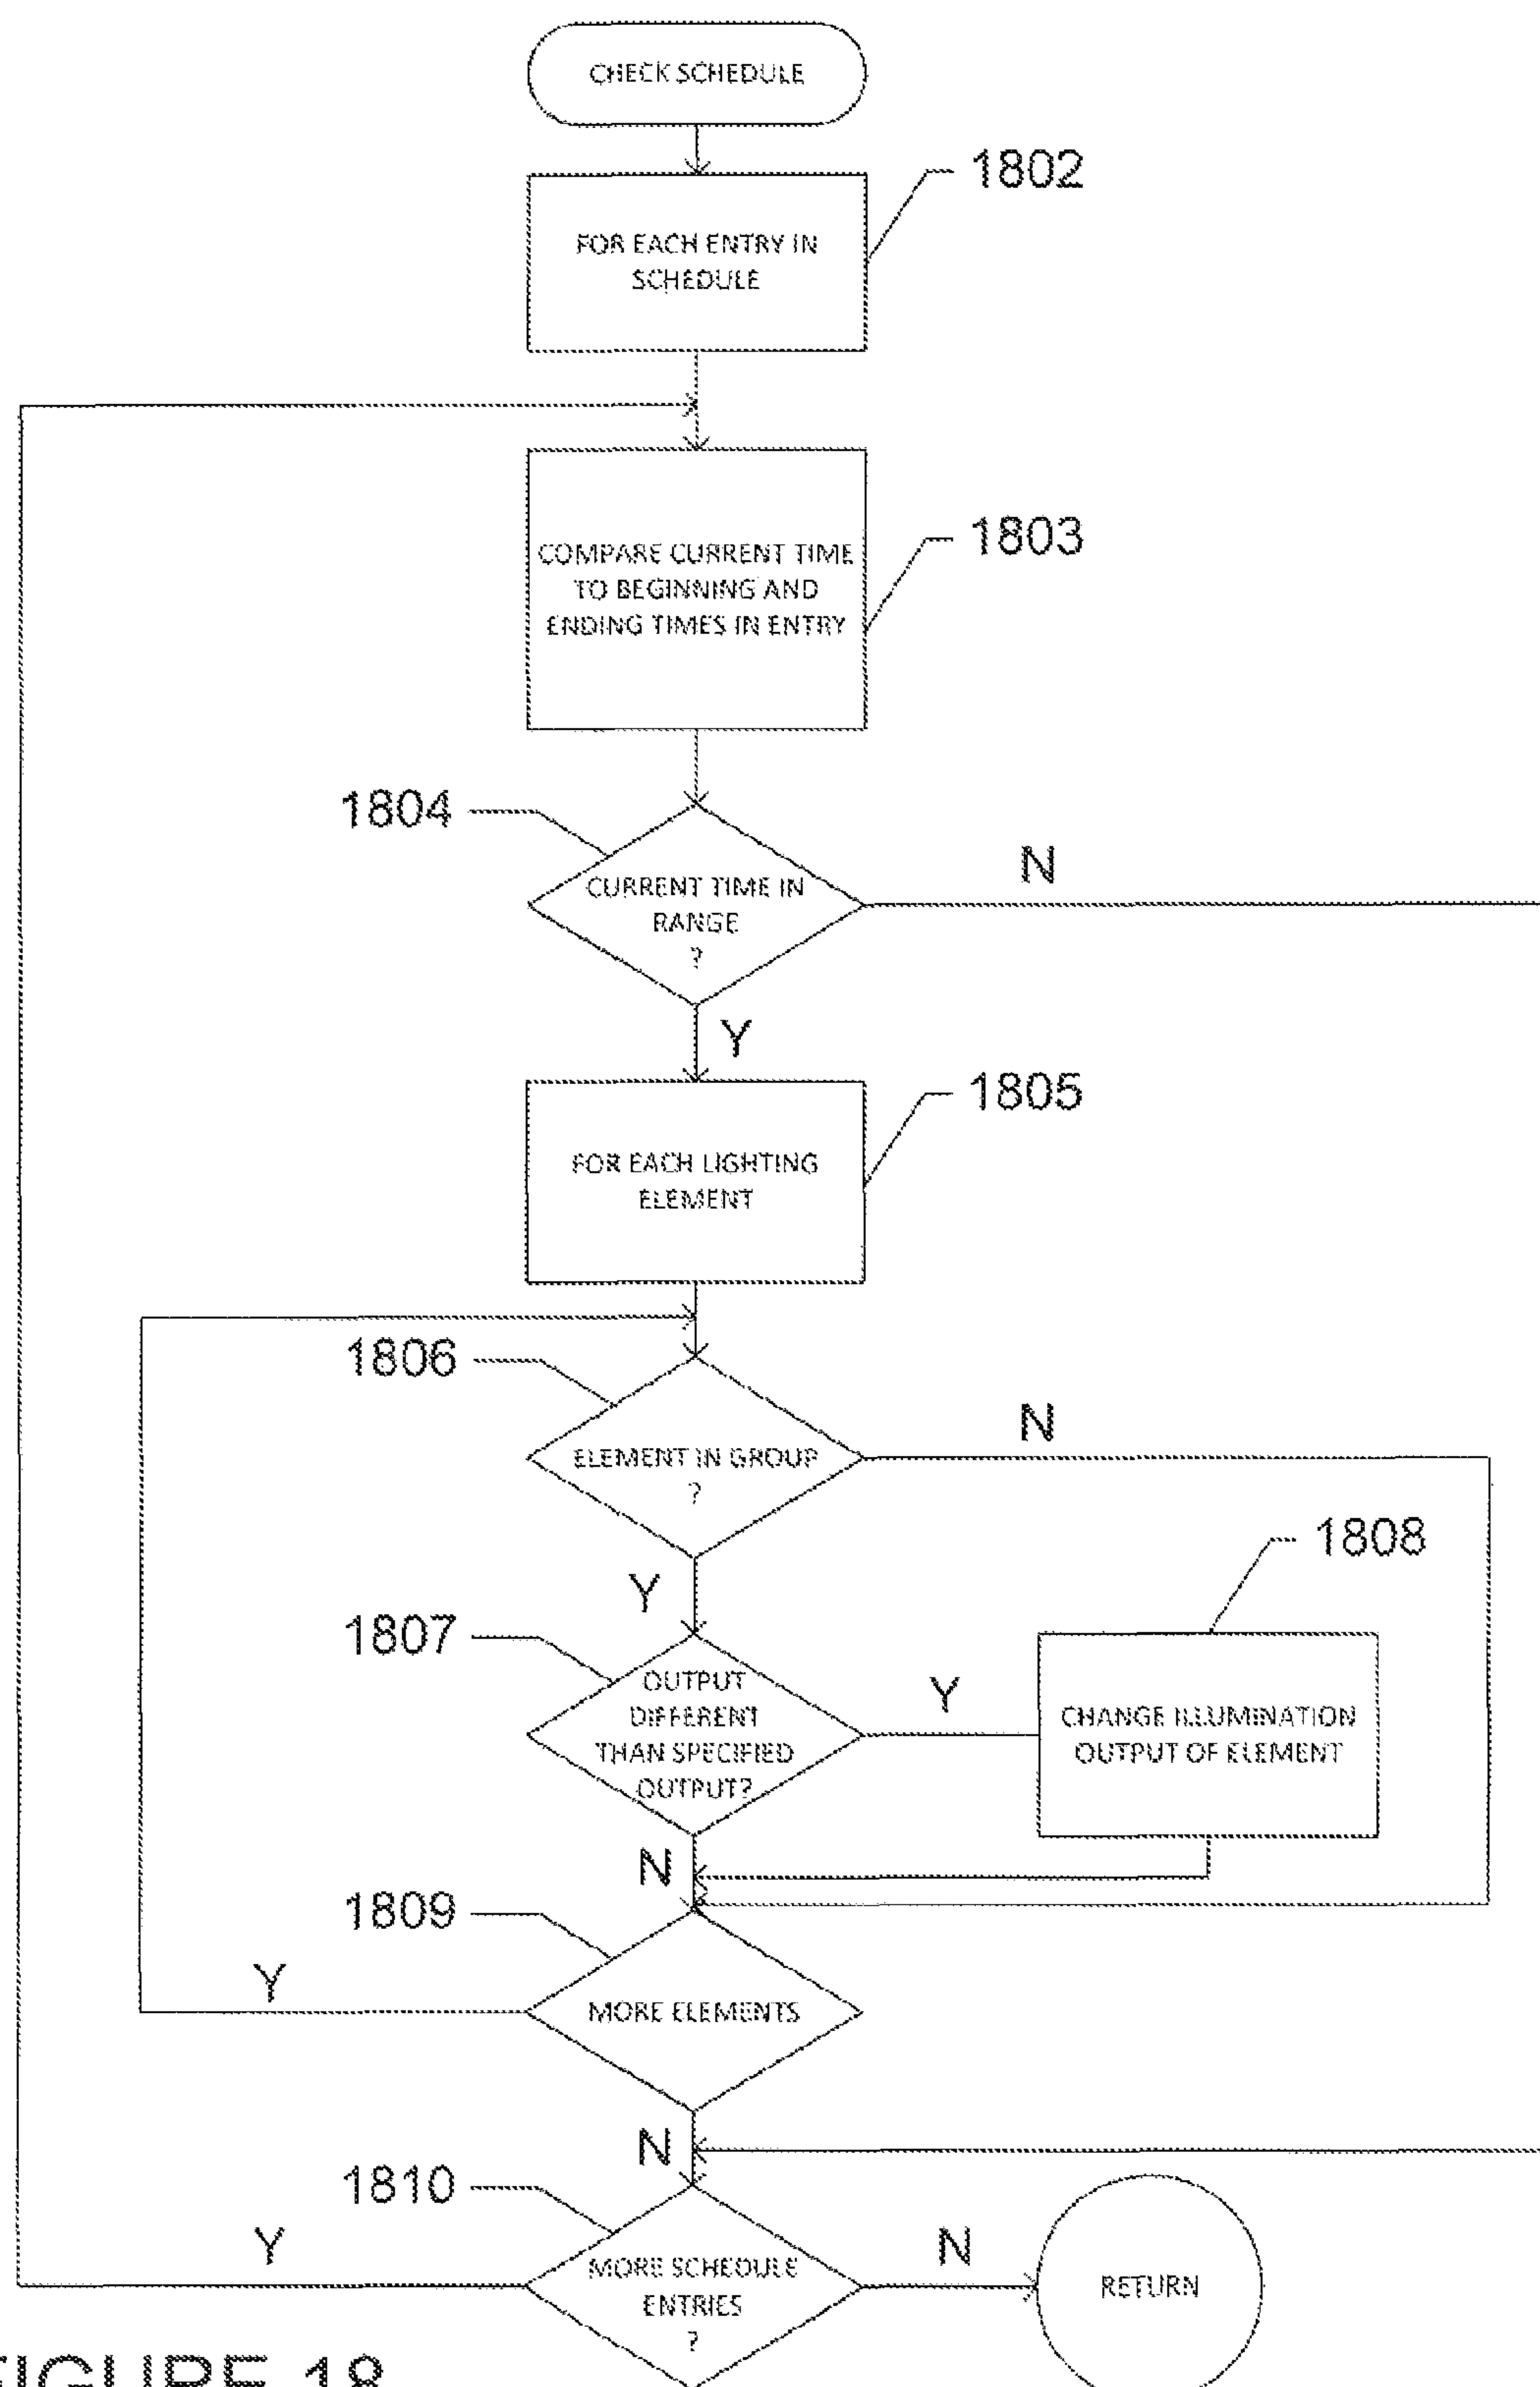 CHECK SCHEDULE
1802
FOR EACH ENTRY IN
SCHEDULE
1803
COMPARE CURRENT TIME
TO BEGINNING AND
ENDING TIMES IN ENTRY
1804
N
CURRENT TIME IN
RANGE
?
Y
1805
FOR EACH LIGHTING
ELEMENT
1806
N
ELEMENT IN GROUP
?
1808
Y
1807
OUTPUT
DIFFERENT
THAN SPECIFIED
OUTPUT?
Y
CHANGE ILLUMINATION
OUTPUT OF ELEMENT
N
1809
Y
MORE ELEMENTS
N
1810
Y
MORE SCHEDULE
ENTRIES
?
N
RETURN
FIGURE 18